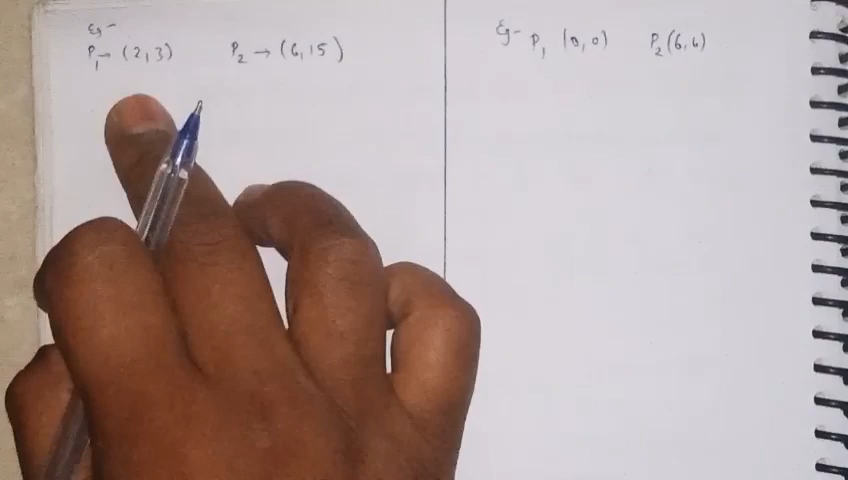 Eg-
P1 → (2,3) P2 → (6,15)
Eg- P1 (0,0) P2(6,6)